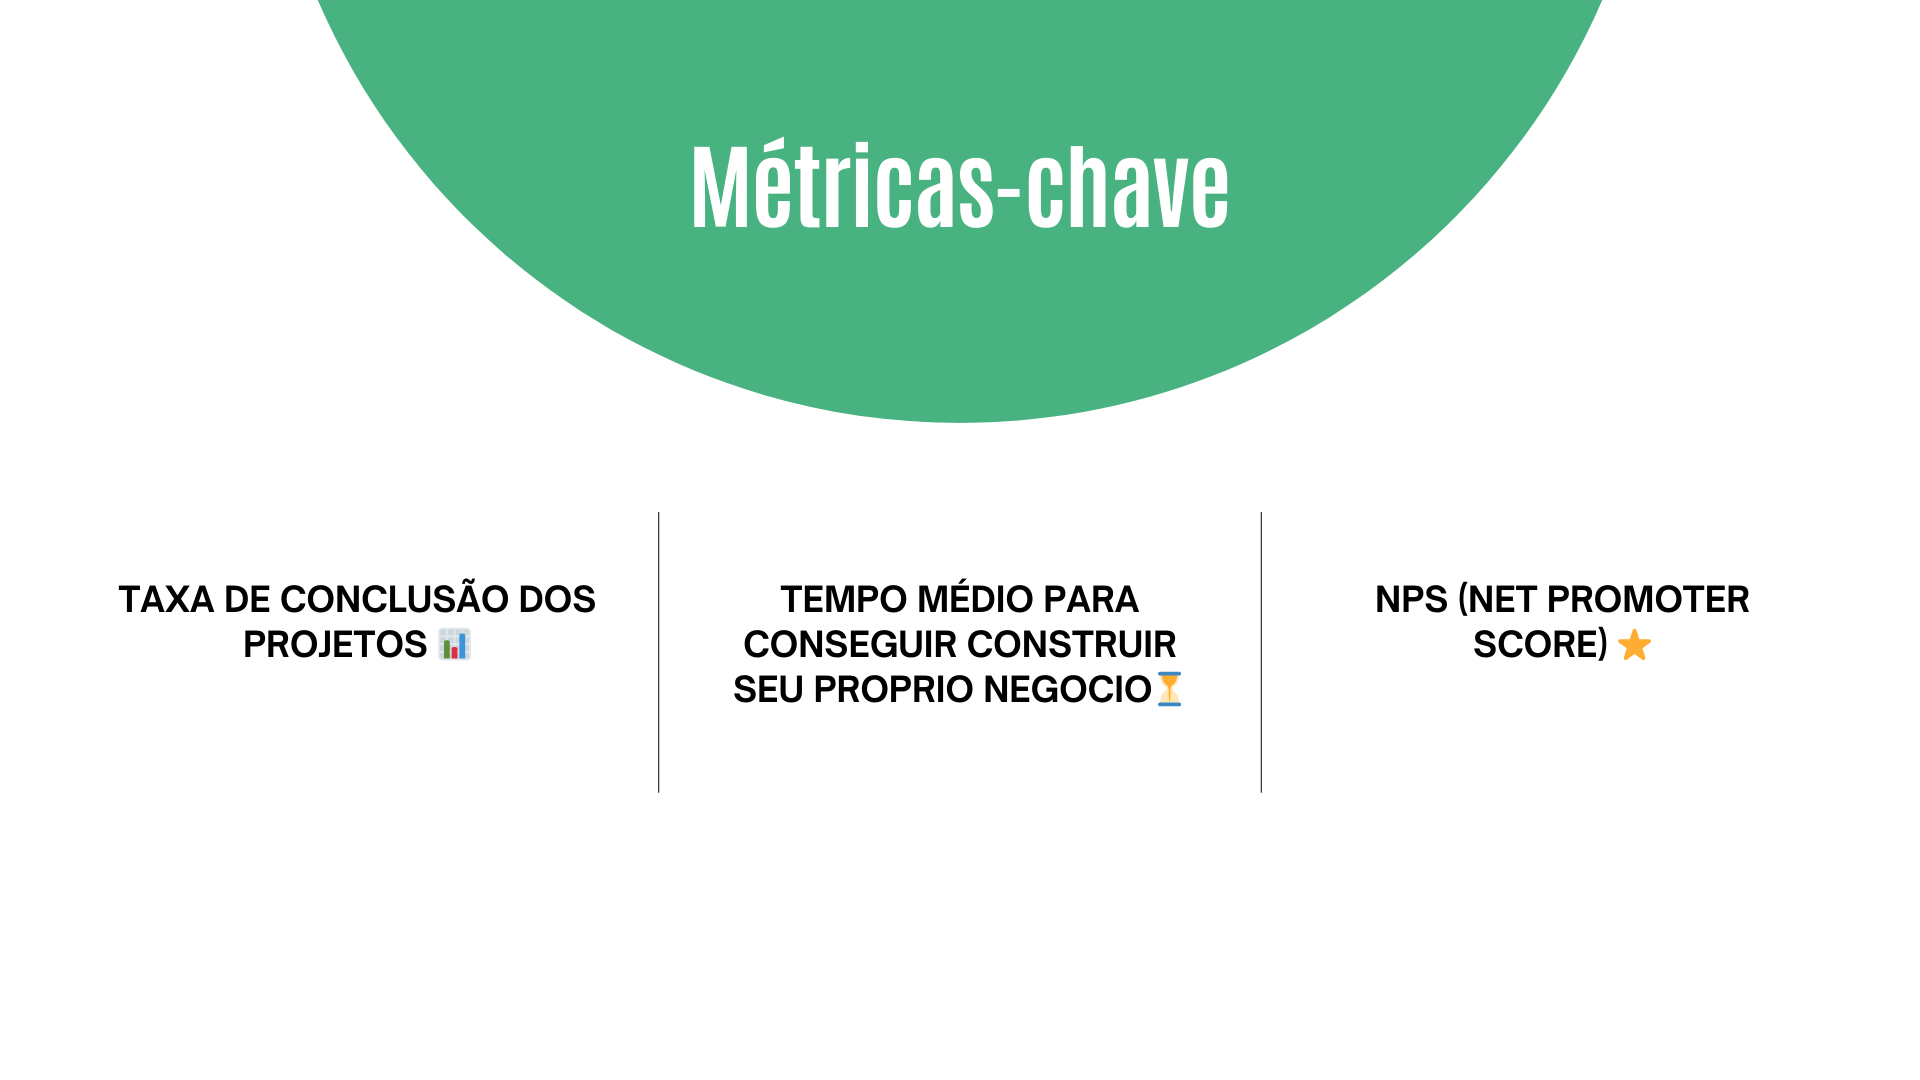 Métricas-chave
TAXA DE CONCLUSÃO DOS
PROJETOS 📊
TEMPO MÉDIO PARA
CONSEGUIR CONSTRUIR
SEU PROPRIO NEGOCIO⏳
NPS (NET PROMOTER
SCORE) ⭐